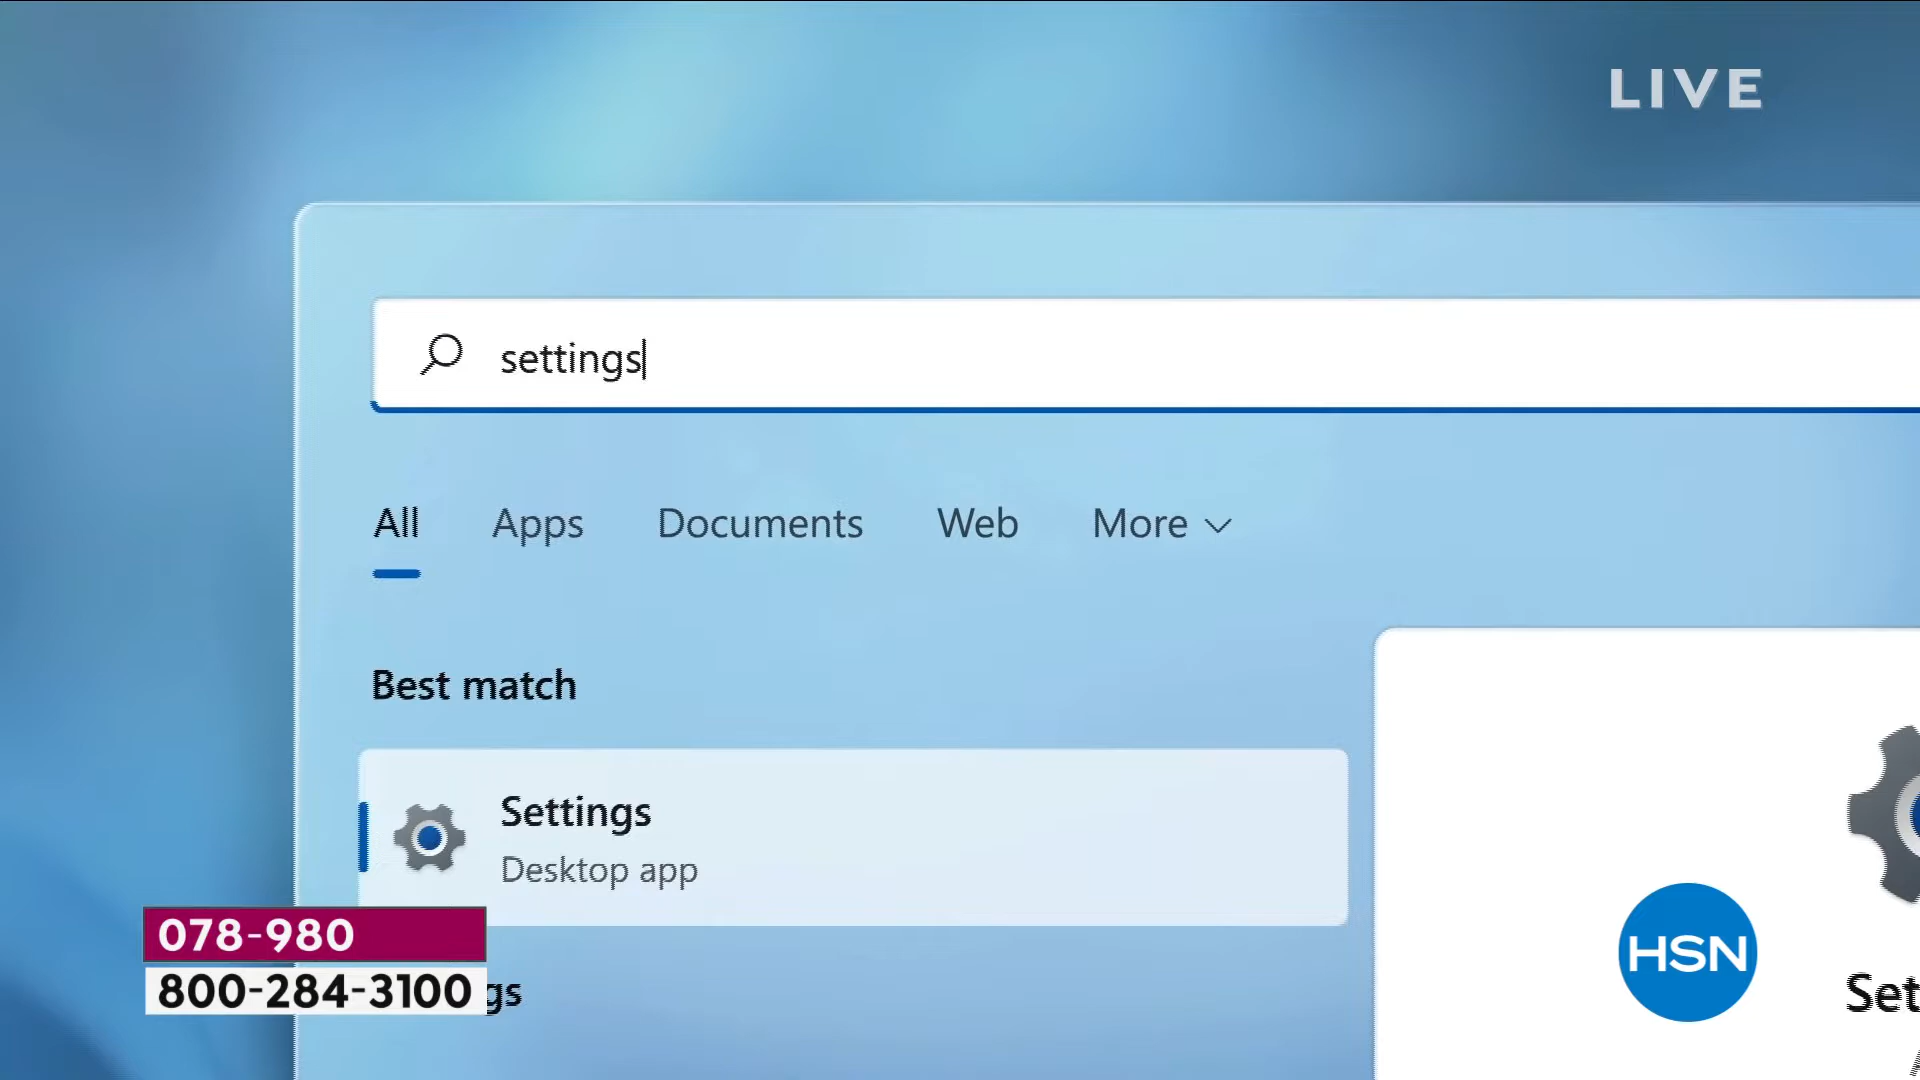 LIVE
settings
All Apps Documents Web More
Best match
Settings
Desktop app
078-980
800-284-3100
HSN